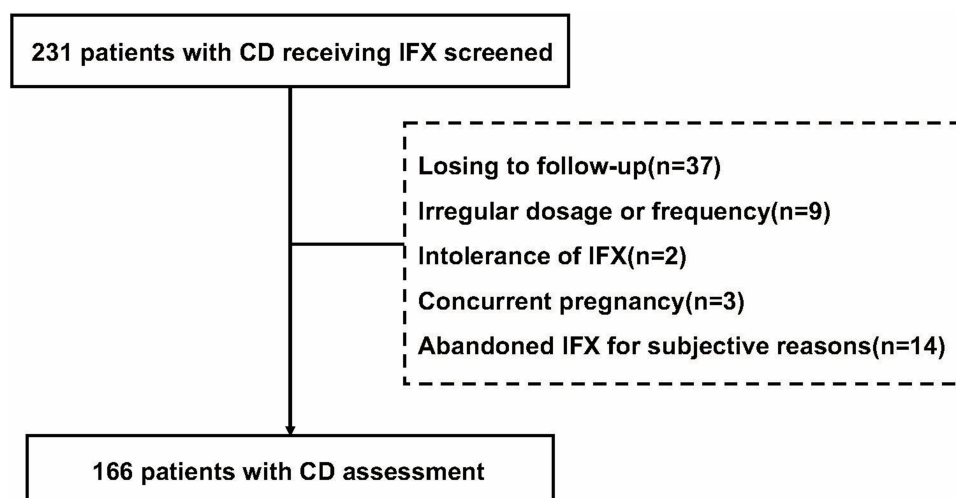 231 patients with CD receiving IFX screened
Losing to follow-up(n=37)
Irregular dosage or frequency(n=9)
Intolerance of IFX(n=2)
Concurrent pregnancy(n=3)
Abandoned IFX for subjective reasons(n=14)
166 patients with CD assessment